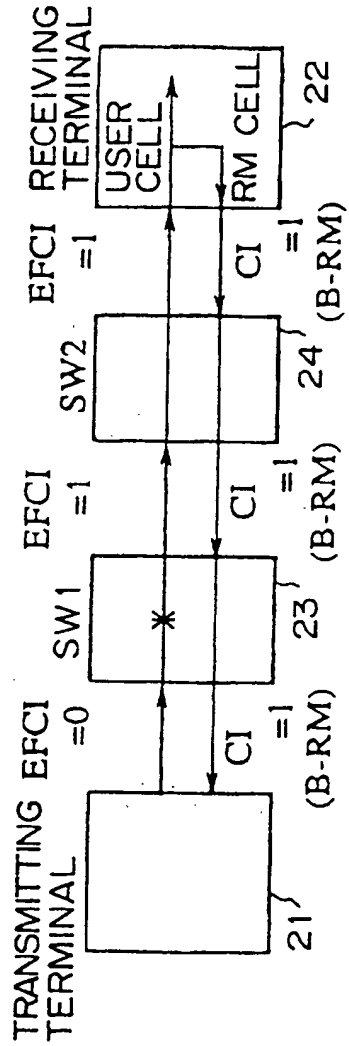 TRANSMITTING
TERMINAL
EFCI
=0
SW1
EFCI
=1
SW2
EFCI
=1
RECEIVING
TERMINAL
USER
CELL
RM CELL
CI
=1
(B-RM)
CI
=1
(B-RM)
CI
=1
(B-RM)
21
23
24
22